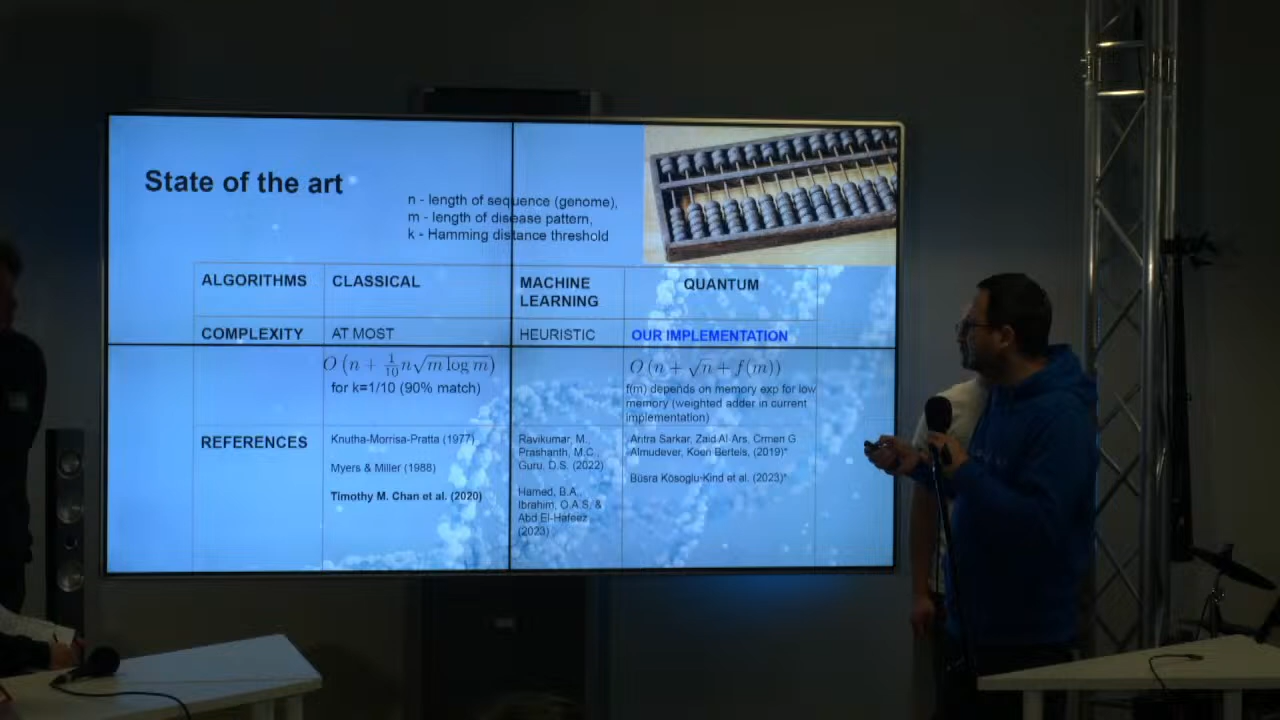 State of the art
n - length of sequence (genome),
m - length of disease pattern,
k - Hamming distance threshold
ALGORITHMS
CLASSICAL
MACHINE
LEARNING
QUANTUM
COMPLEXITY
AT MOST
HEURISTIC
OUR IMPLEMENTATION
O (n + 1/10 n√(m log m))
for k=1/10 (90% match)
O (n + √n + f(m))
f(m) depends on memory exp for low
memory (weighted adder in current
implementation)
REFERENCES
Knutha-Morrisa-Pratta (1977)
Myers & Miller (1988)
Timothy M. Chan et al. (2020)
Ravikumar, M.,
Prashanth, M.C.,
Guru, D.S. (2022)
Hamed, B.A.,
Ibrahim, O.A.S, &
Abd El-Hafeez
(2023)
Aritra Sarkar, Zaid Al-Ars, Crmen G.
Almudever, Koen Bertels, (2019)*
Büsra Kösoglu-Kind et al. (2023)*